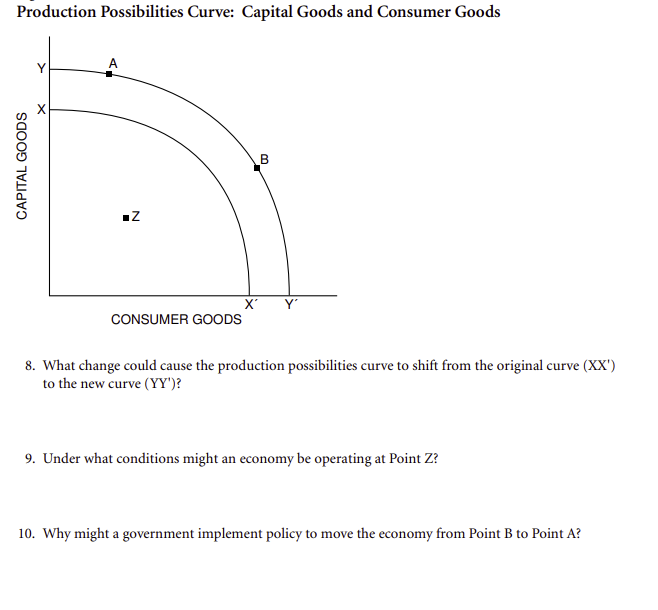 Production Possibilities Curve: Capital Goods and Consumer Goods
A
Y
X
B
CAPITAL GOODS
Z
X´ Y´
CONSUMER GOODS
8. What change could cause the production possibilities curve to shift from the original curve (XX')
to the new curve (YY')?
9. Under what conditions might an economy be operating at Point Z?
10. Why might a government implement policy to move the economy from Point B to Point A?